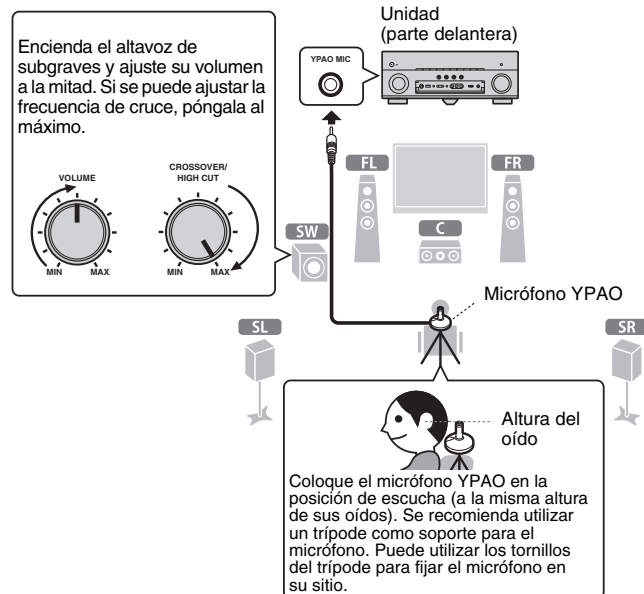 Unidad
(parte delantera)
YPAO MIC
Encienda el altavoz de
subgraves y ajuste su volumen
a la mitad. Si se puede ajustar la
frecuencia de cruce, póngala al
máximo.
VOLUME
CROSSOVER/
HIGH CUT
MIN
MAX
MIN
MAX
FL
FR
SW
C
Micrófono YPAO
SL
SR
Altura del
oído
Coloque el micrófono YPAO en la
posición de escucha (a la misma altura
de sus oídos). Se recomienda utilizar
un trípode como soporte para el
micrófono. Puede utilizar los tornillos
del trípode para fijar el micrófono en
su sitio.